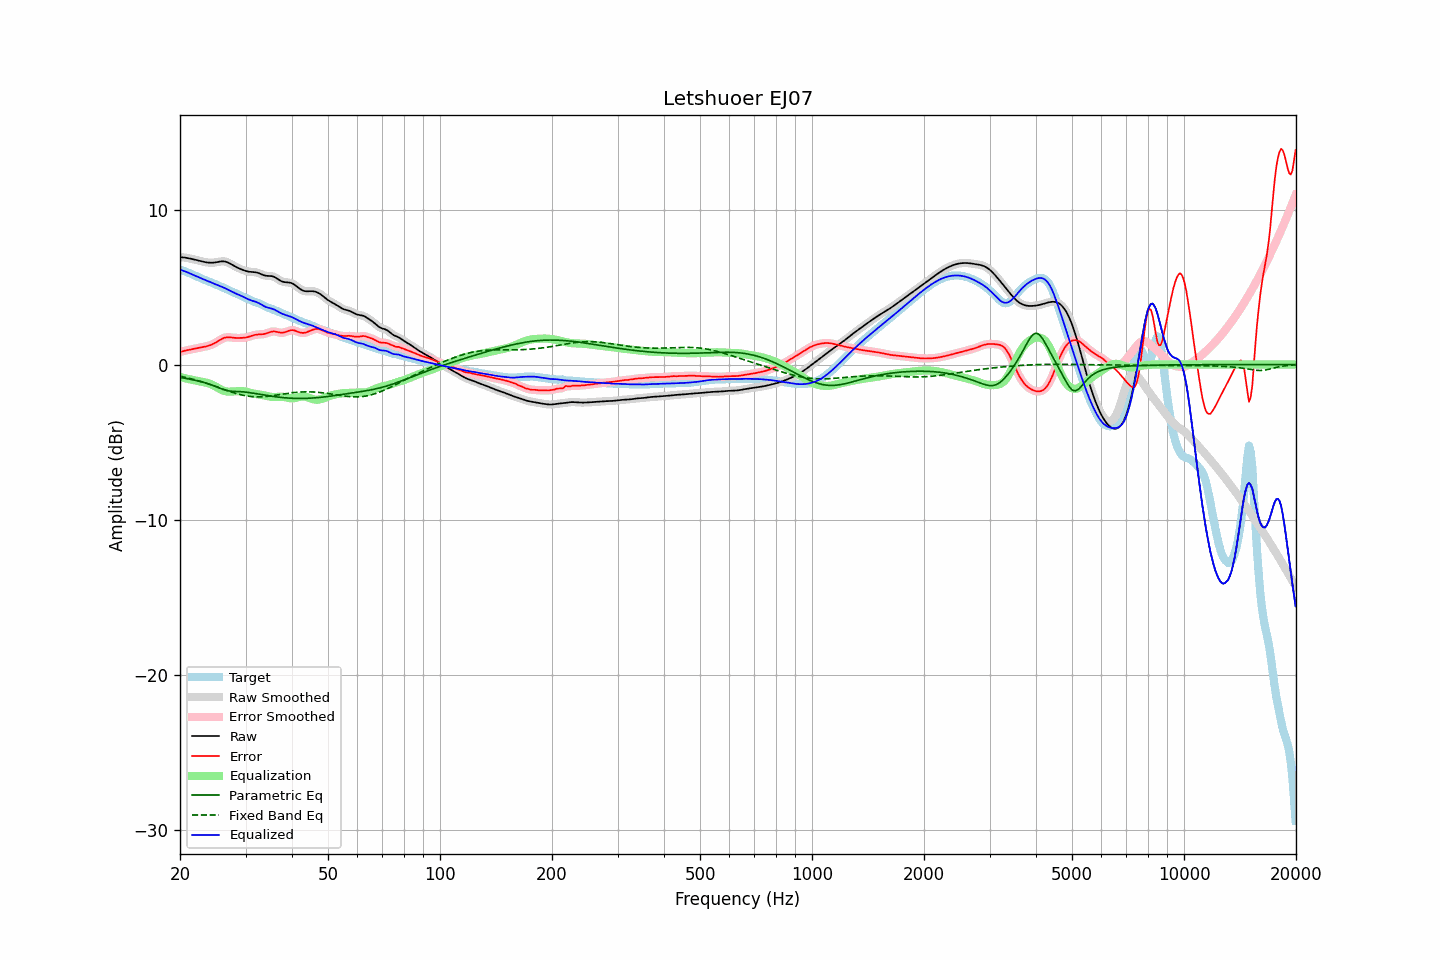 Letshuoer EJ07
10
0
−10
−20
−30
Amplitude (dBr)
Target
Raw Smoothed
Error Smoothed
Raw
Error
Equalization
Parametric Eq
Fixed Band Eq
Equalized
20 50 100 200 500 1000 2000 5000 10000 20000
Frequency (Hz)